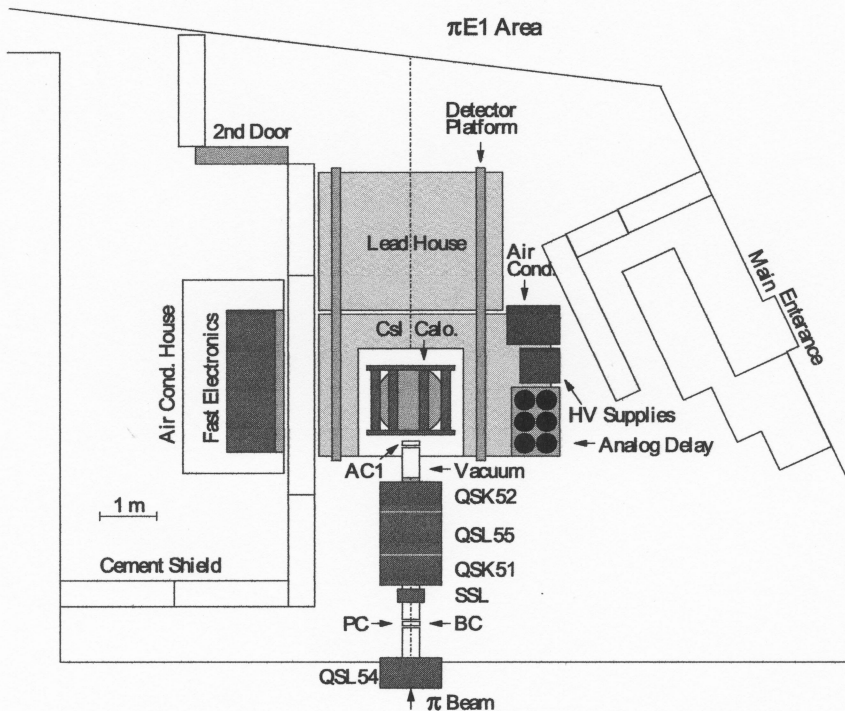 πE1 Area
Detector
Platform
2nd Door
Lead House
Air
Cond.
Main Enterance
CsI Calo.
Air Cond. House
Fast Electronics
HV Supplies
Analog Delay
AC1
Vacuum
QSK52
1 m
QSL55
Cement Shield
QSK51
SSL
PC
BC
QSL54
π Beam